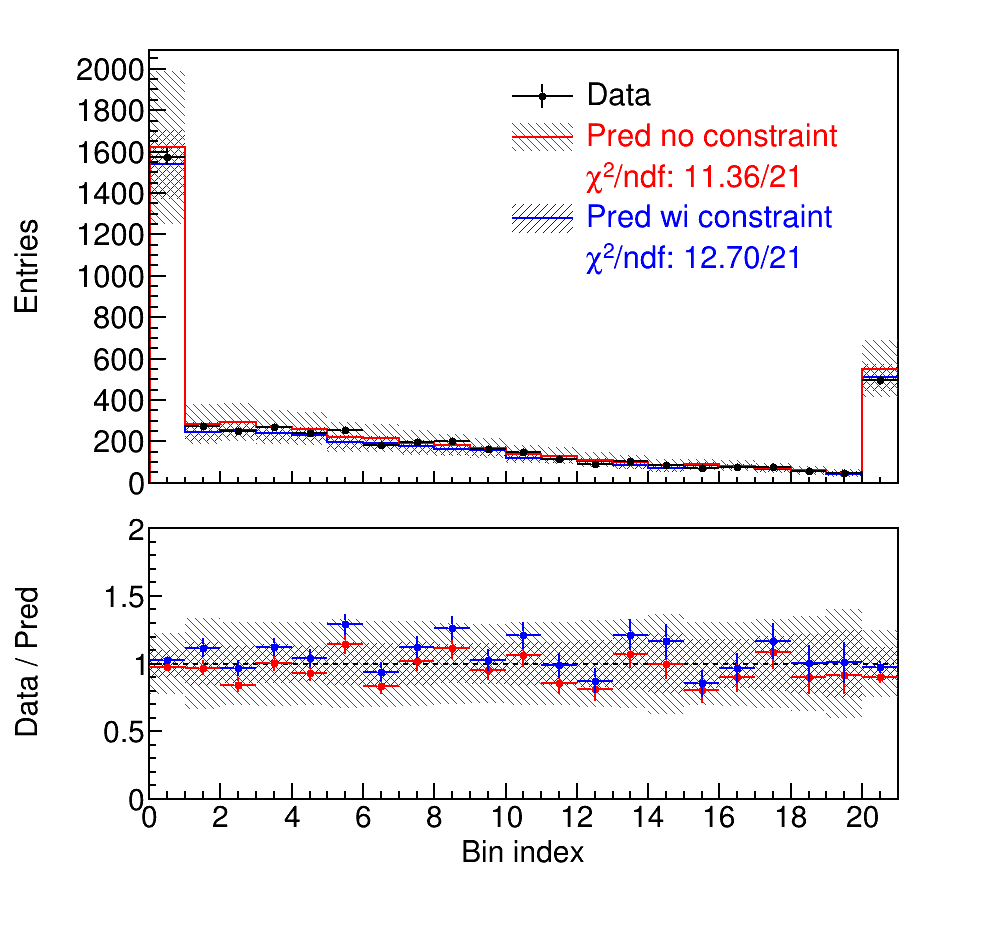 2000
1800
1600
1400
1200
1000
800
600
400
200
0
Entries
Data
Pred no constraint
χ²/ndf: 11.36/21
Pred wi constraint
χ²/ndf: 12.70/21
2
1.5
1
0.5
0
Data / Pred
0 2 4 6 8 10 12 14 16 18 20
Bin index